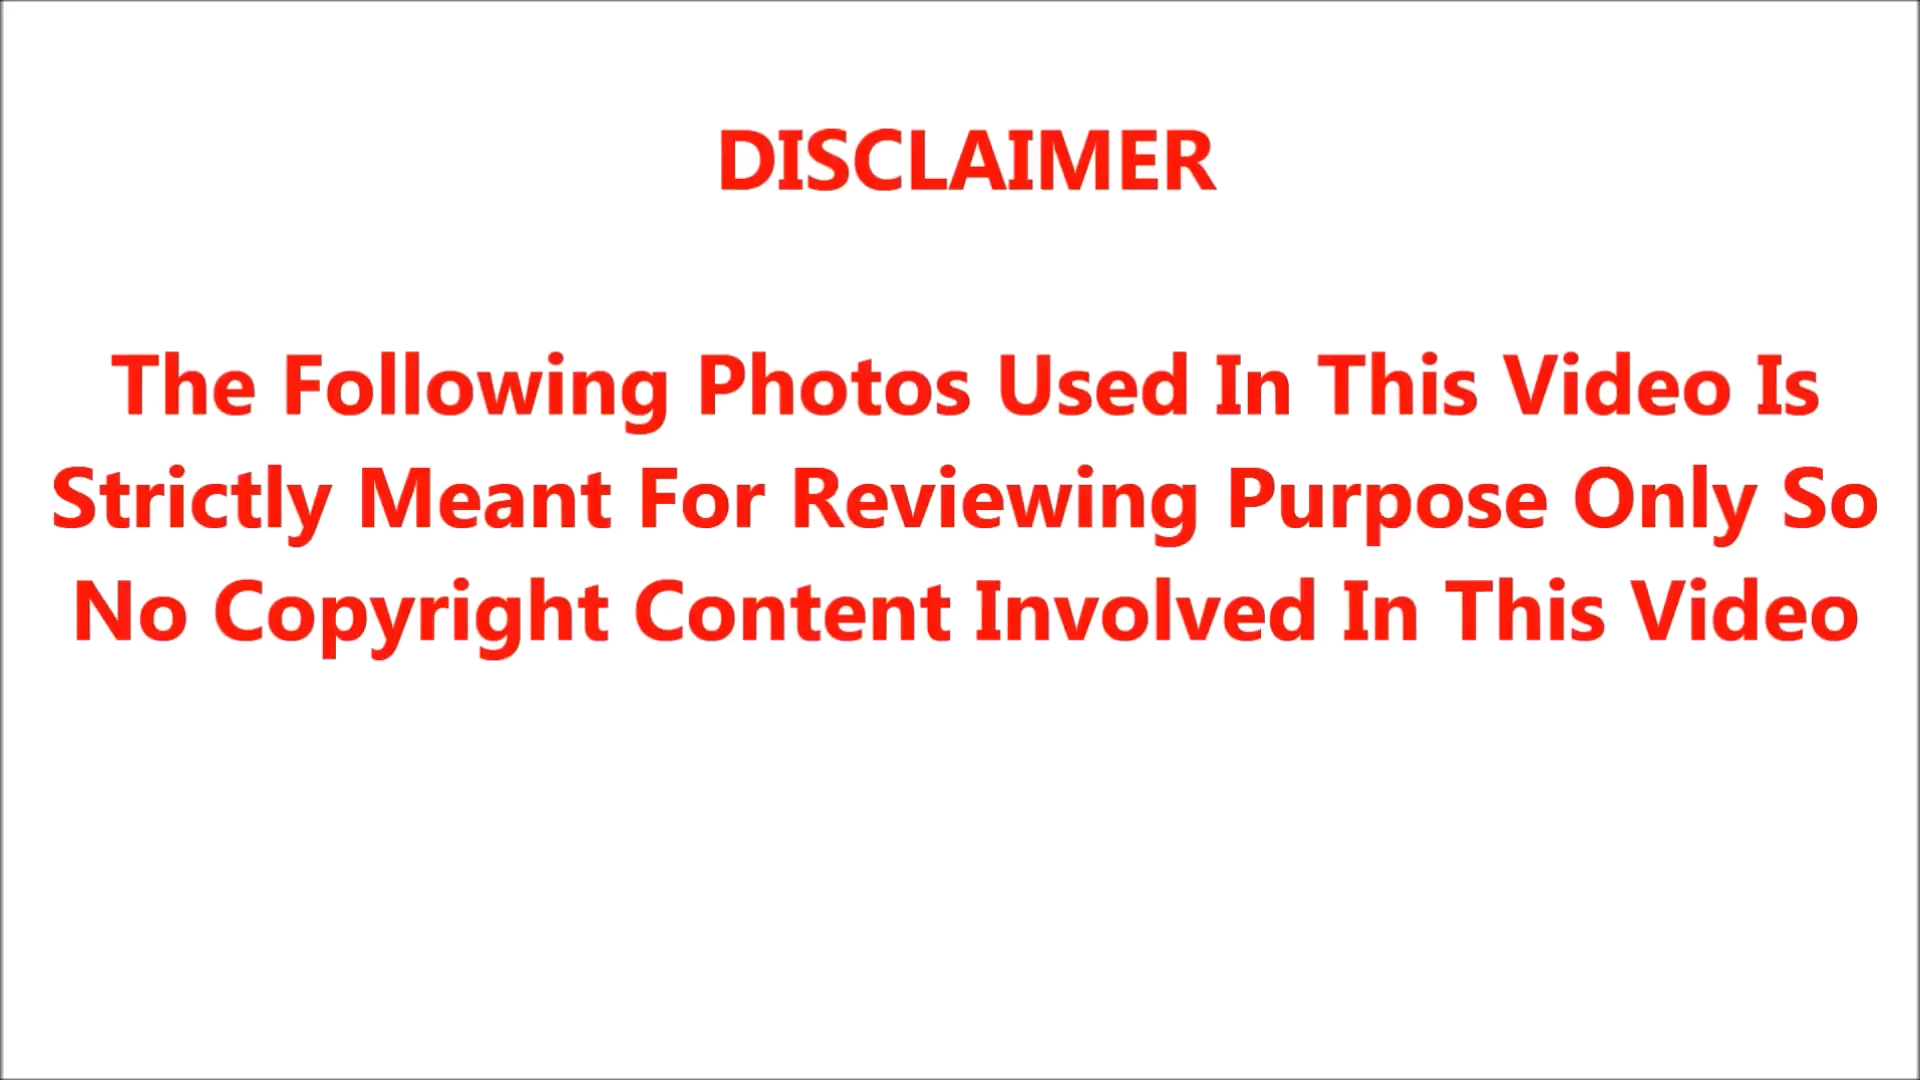 DISCLAIMER
The Following Photos Used In This Video Is
Strictly Meant For Reviewing Purpose Only So
No Copyright Content Involved In This Video